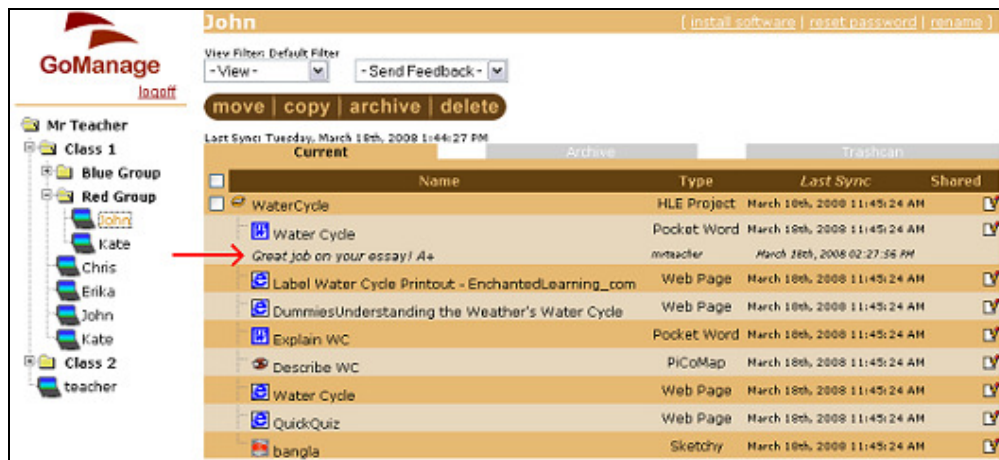 GoManage
logoff
Mr Teacher
Class 1
Blue Group
Red Group
John
Kate
Chris
Erika
John
Kate
Class 2
teacher
John [ install software | reset password | rename ]
View Filter: Default Filter
-View- -Send Feedback-
move | copy | archive | delete
Last Sync: Tuesday, March 18th, 2008 1:44:27 PM
Current Archive Trashcan
Name Type Last Sync Shared
WaterCycle HLE Project March 18th, 2008 11:45:24 AM
Water Cycle Pocket Word March 18th, 2008 11:45:24 AM
Great job on your essay! A+ mrteacher March 18th, 2008 02:27:56 PM
Label Water Cycle Printout - EnchantedLearning_com Web Page March 18th, 2008 11:45:24 AM
DummiesUnderstanding the Weather's Water Cycle Web Page March 18th, 2008 11:45:24 AM
Explain WC Pocket Word March 18th, 2008 11:45:24 AM
Describe WC PiCoMap March 18th, 2008 11:45:24 AM
Water Cycle Web Page March 18th, 2008 11:45:24 AM
QuickQuiz Web Page March 18th, 2008 11:45:24 AM
bangla Sketchy March 18th, 2008 11:45:24 AM